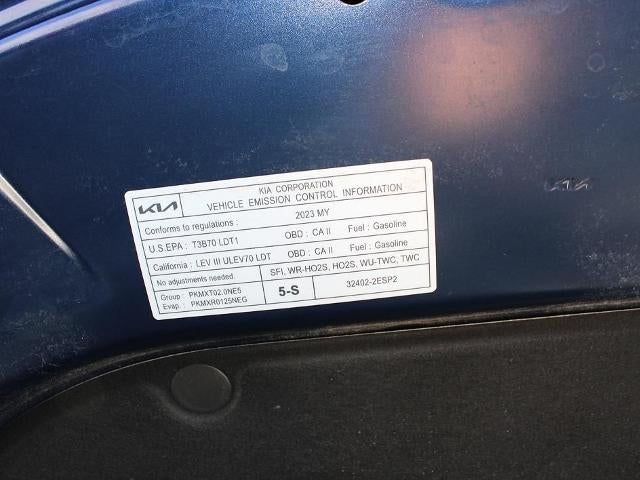 KIA CORPORATION
KIA VEHICLE EMISSION CONTROL INFORMATION
Conforms to regulations : 2023 MY
U.S.EPA : T3B70 LDT1 OBD : CA II Fuel : Gasoline
California : LEV III ULEV70 LDT OBD : CA II Fuel : Gasoline
No adjustments needed. SFI, WR-HO2S, HO2S, WU-TWC, TWC
Group : PKMXT02.0NE5
Evap. : PKMXR0125NEG
5-S
32402-2ESP2
KIA